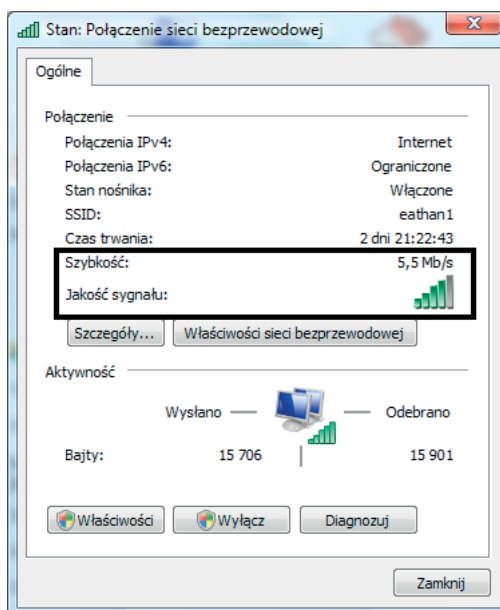 Stan: Połączenie sieci bezprzewodowej
Ogólne
Połączenie
Połączenia IPv4: Internet
Połączenia IPv6: Ograniczone
Stan nośnika: Włączone
SSID: eathan1
Czas trwania: 2 dni 21:22:43
Szybkość: 5,5 Mb/s
Jakość sygnału:
Szczegóły... Właściwości sieci bezprzewodowej
Aktywność
Wysłano Odebrano
Bajty: 15 706 15 901
Właściwości Wyłącz Diagnozuj
Zamknij